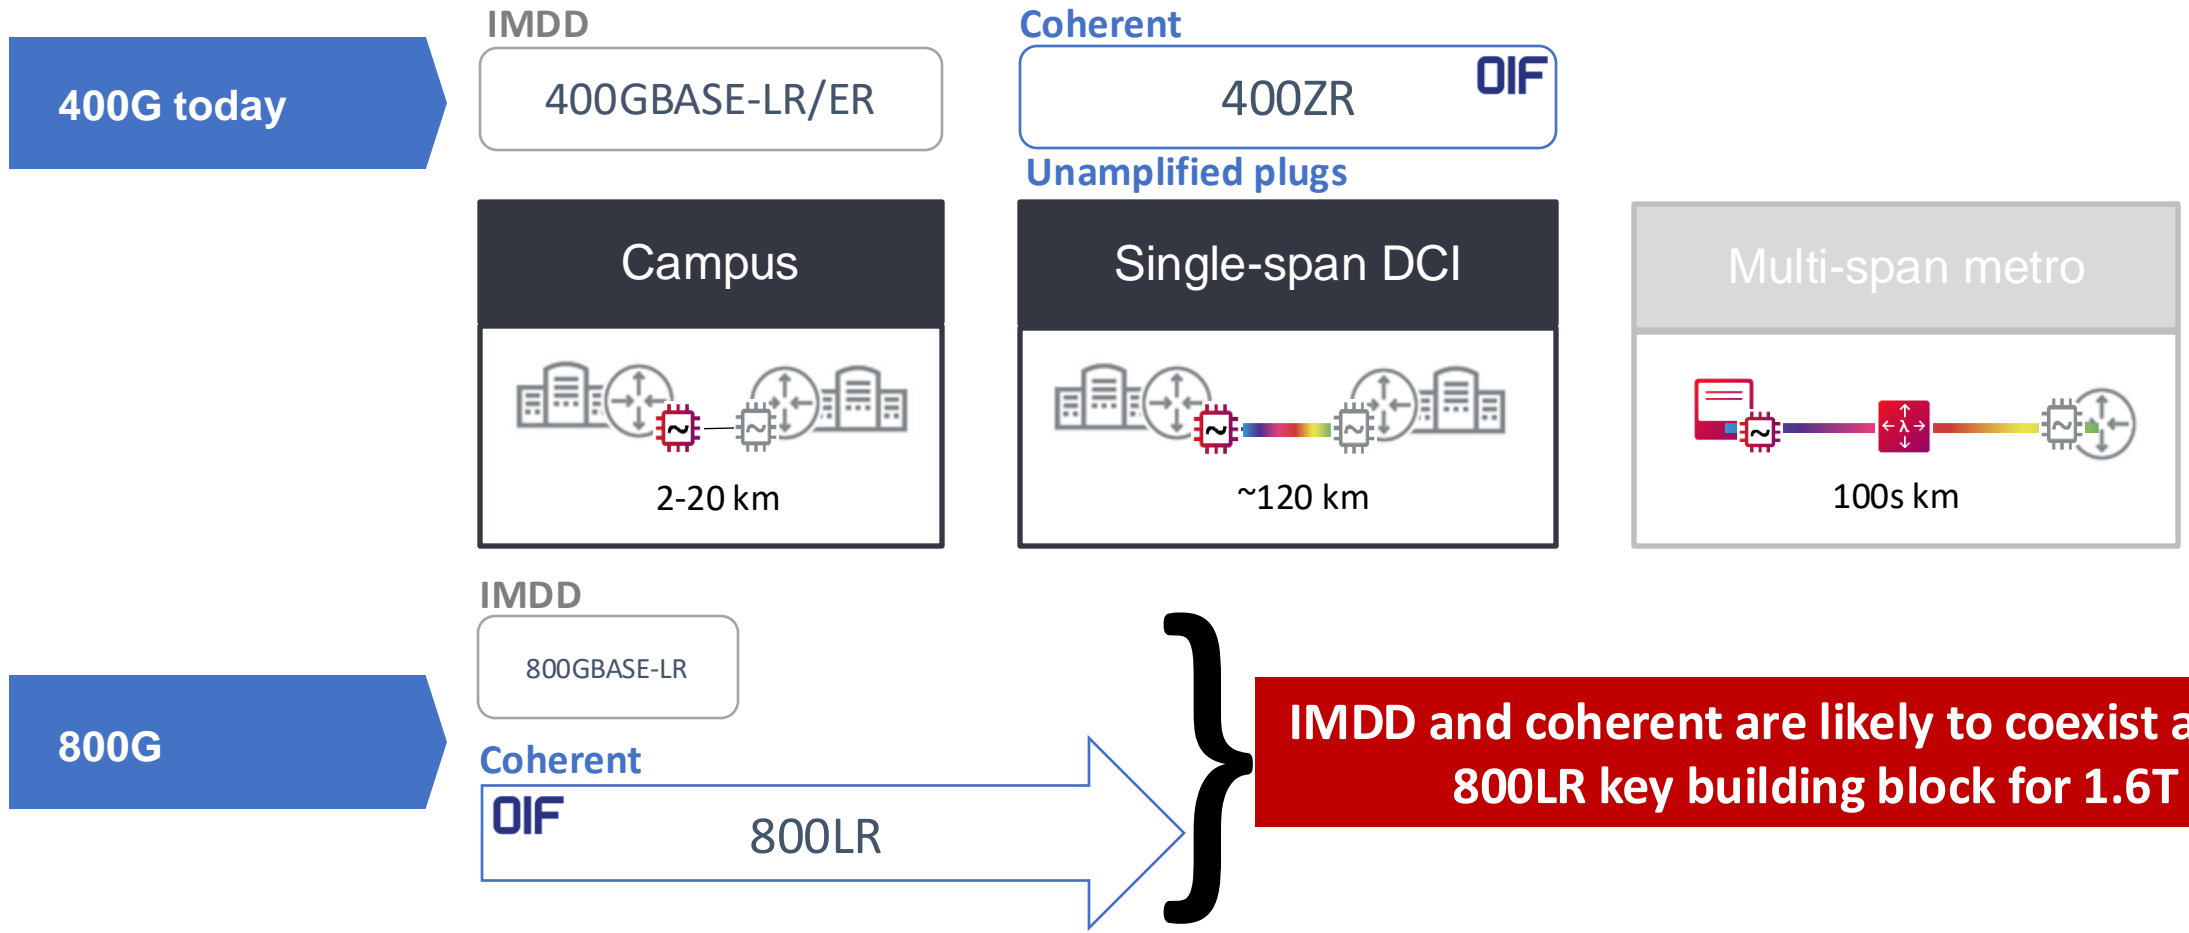 IMDD
Coherent
400G today
400GBASE-LR/ER
400ZR
OIF
Unamplified plugs
Campus
Single-span DCI
Multi-span metro
λ
2-20 km
~120 km
100s km
IMDD
800GBASE-LR
800G
Coherent
OIF
800LR
IMDD and coherent are likely to coexist a
800LR key building block for 1.6T